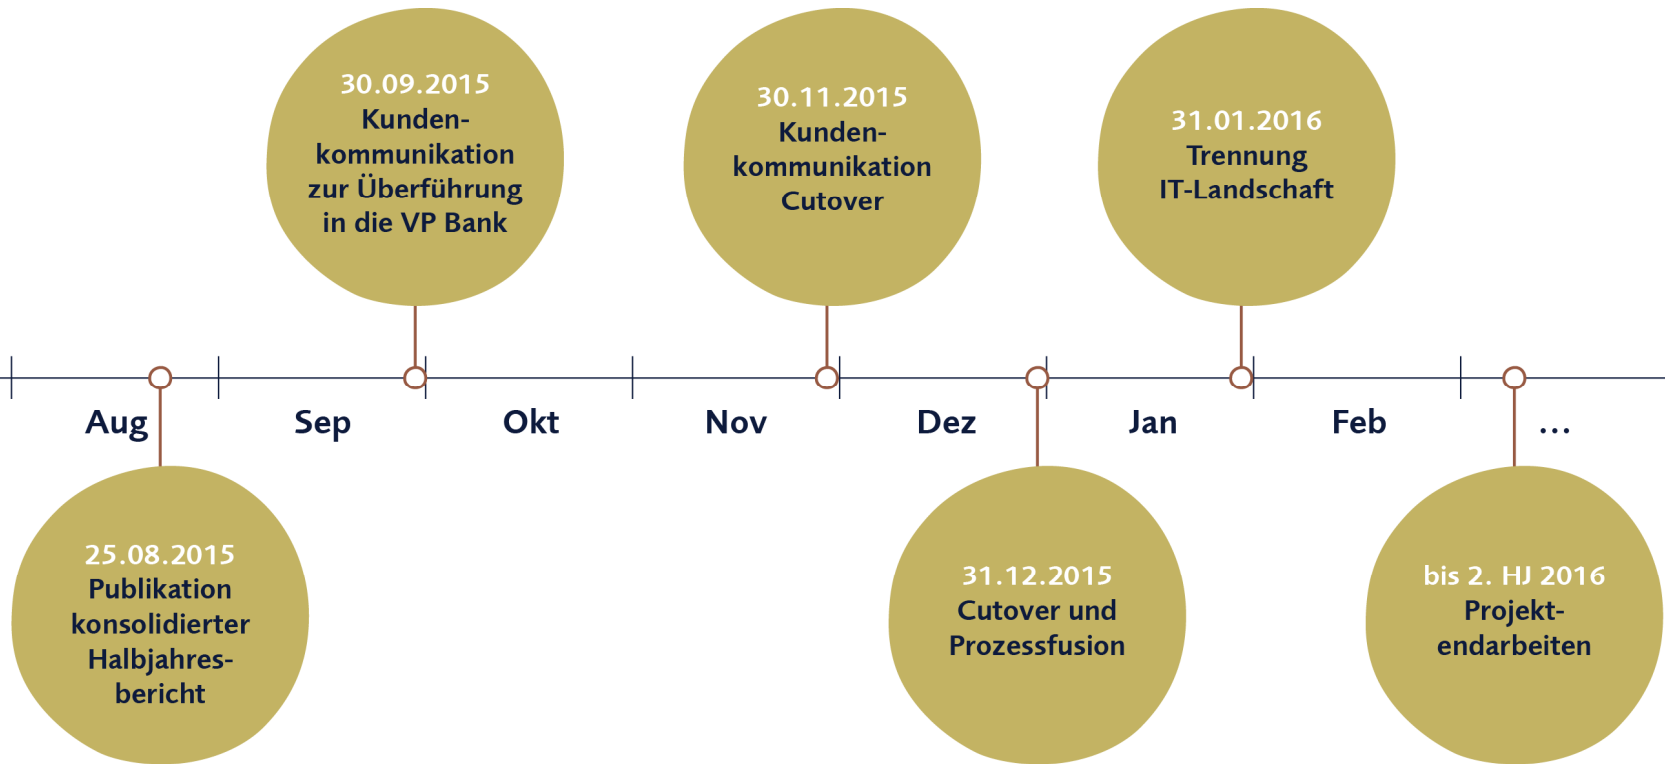 30.09.2015
Kunden-
kommunikation
zur Überführung
in die VP Bank
30.11.2015
Kunden-
kommunikation
Cutover
31.01.2016
Trennung
IT-Landschaft
Aug
Sep
Okt
Nov
Dez
Jan
Feb
...
25.08.2015
Publikation
konsolidierter
Halbjahres-
bericht
31.12.2015
Cutover und
Prozessfusion
bis 2. HJ 2016
Projekt-
endarbeiten